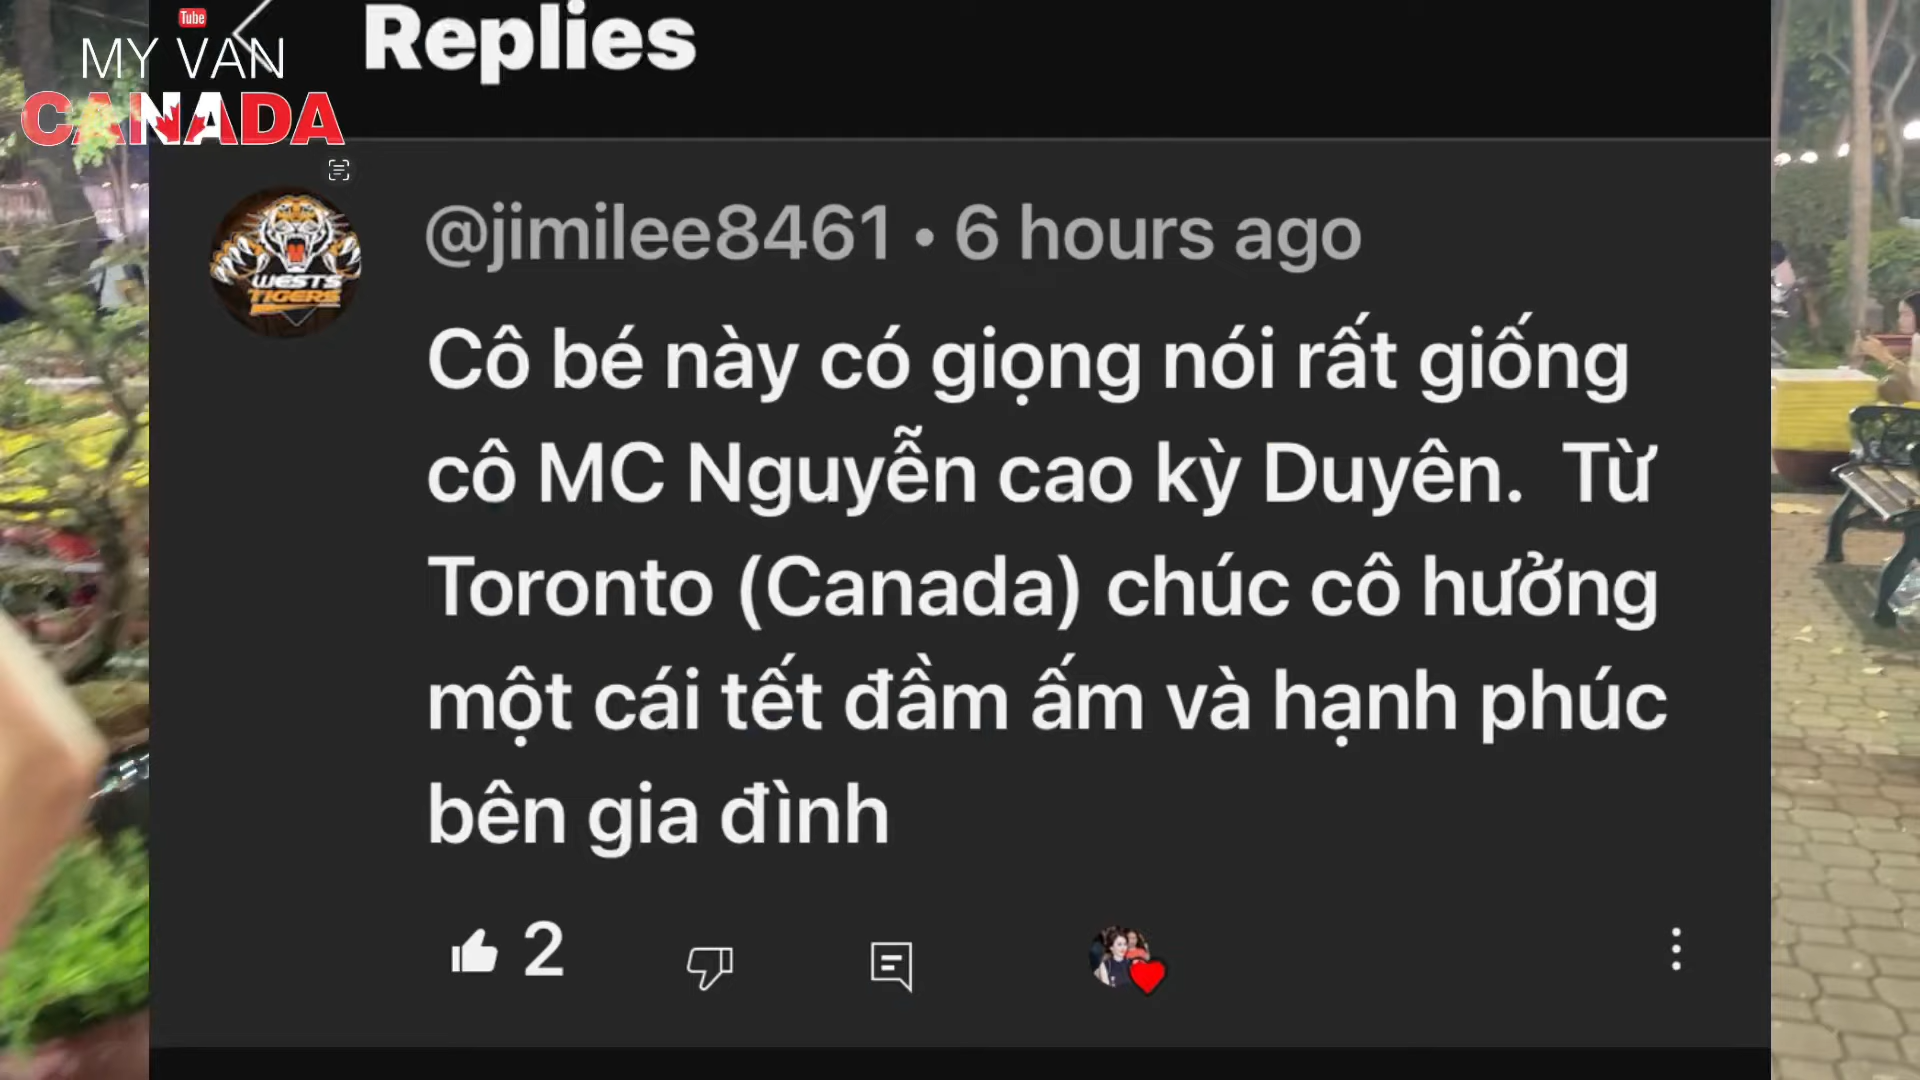 Tube
MY VAN
CANADA
Replies
WESTS
TIGERS
@jimilee8461 • 6 hours ago
Cô bé này có giọng nói rất giống
cô MC Nguyễn cao kỳ Duyên. Từ
Toronto (Canada) chúc cô hưởng
một cái tết đầm ấm và hạnh phúc
bên gia đình
2